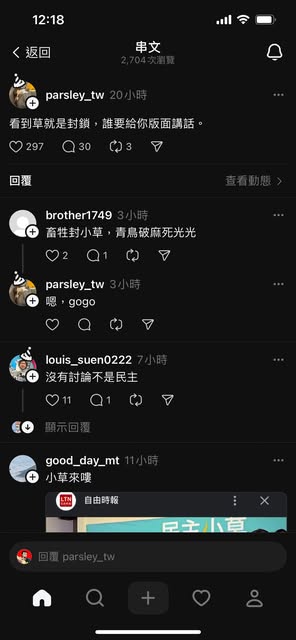 12:18
返回
串文
2,704 次瀏覽
parsley_tw 20小時
看到草就是封鎖，誰要給你版面講話。
297 30 3
回覆
查看動態
brother1749 3小時
畜牲封小草，青鳥破麻死光光
2 1
parsley_tw 3小時
嗯，gogo
louis_suen0222 7小時
沒有討論不是民主
11 1
顯示回覆
good_day_mt 11小時
小草來嘍
LTN
自由時報
民主小草
回覆 parsley_tw